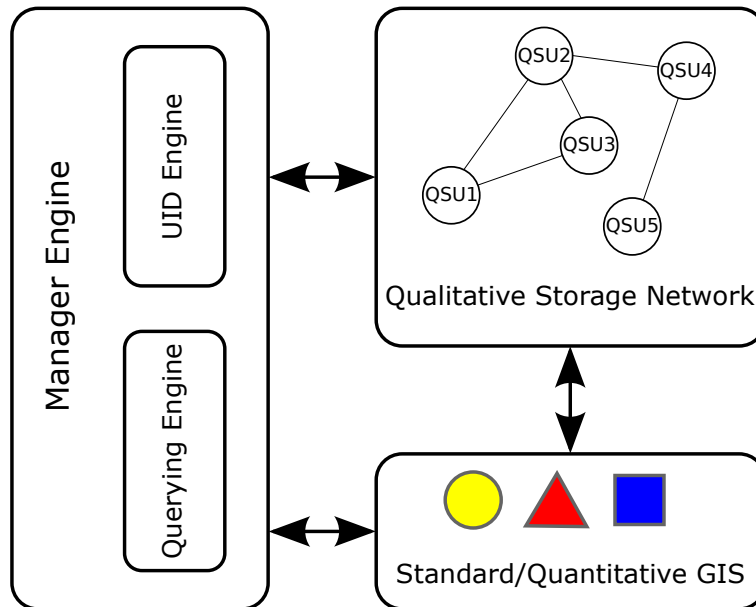 Manager Engine
UID Engine
Querying Engine
QSU2
QSU4
QSU3
QSU1
QSU5
Qualitative Storage Network
Standard/Quantitative GIS